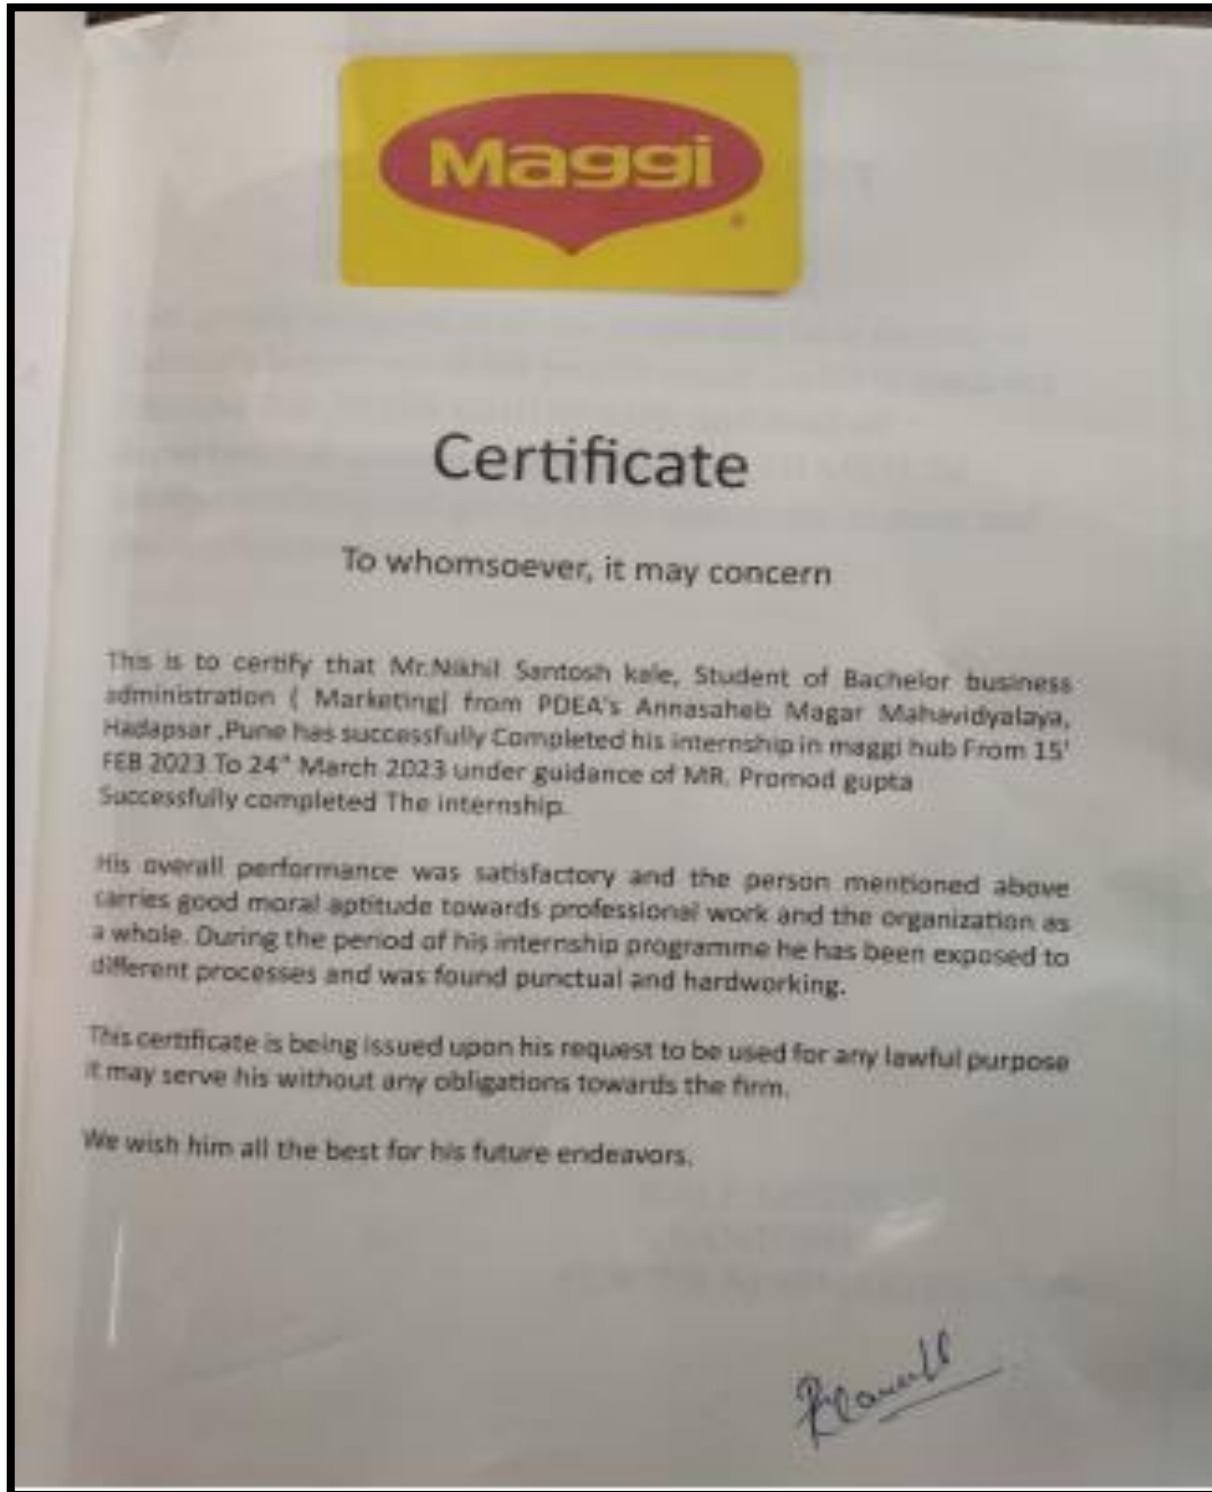 Maggi
Certificate
To whomsoever, it may concern
This is to certify that Mr.Nikhil Santosh kale, Student of Bachelor business
administration ( Marketing) from PDEA's Annasaheb Magar Mahavidyalaya,
Hadapsar ,Pune has successfully Completed his internship in maggi hub From 15'
FEB 2023 To 24" March 2023 under guidance of MR. Promod gupta
Successfully completed The internship.
His overall performance was satisfactory and the person mentioned above
carries good moral aptitude towards professional work and the organization as
a whole. During the period of his internship programme he has been exposed to
different processes and was found punctual and hardworking.
This certificate is being issued upon his request to be used for any lawful purpose
it may serve his without any obligations towards the firm.
We wish him all the best for his future endeavors.